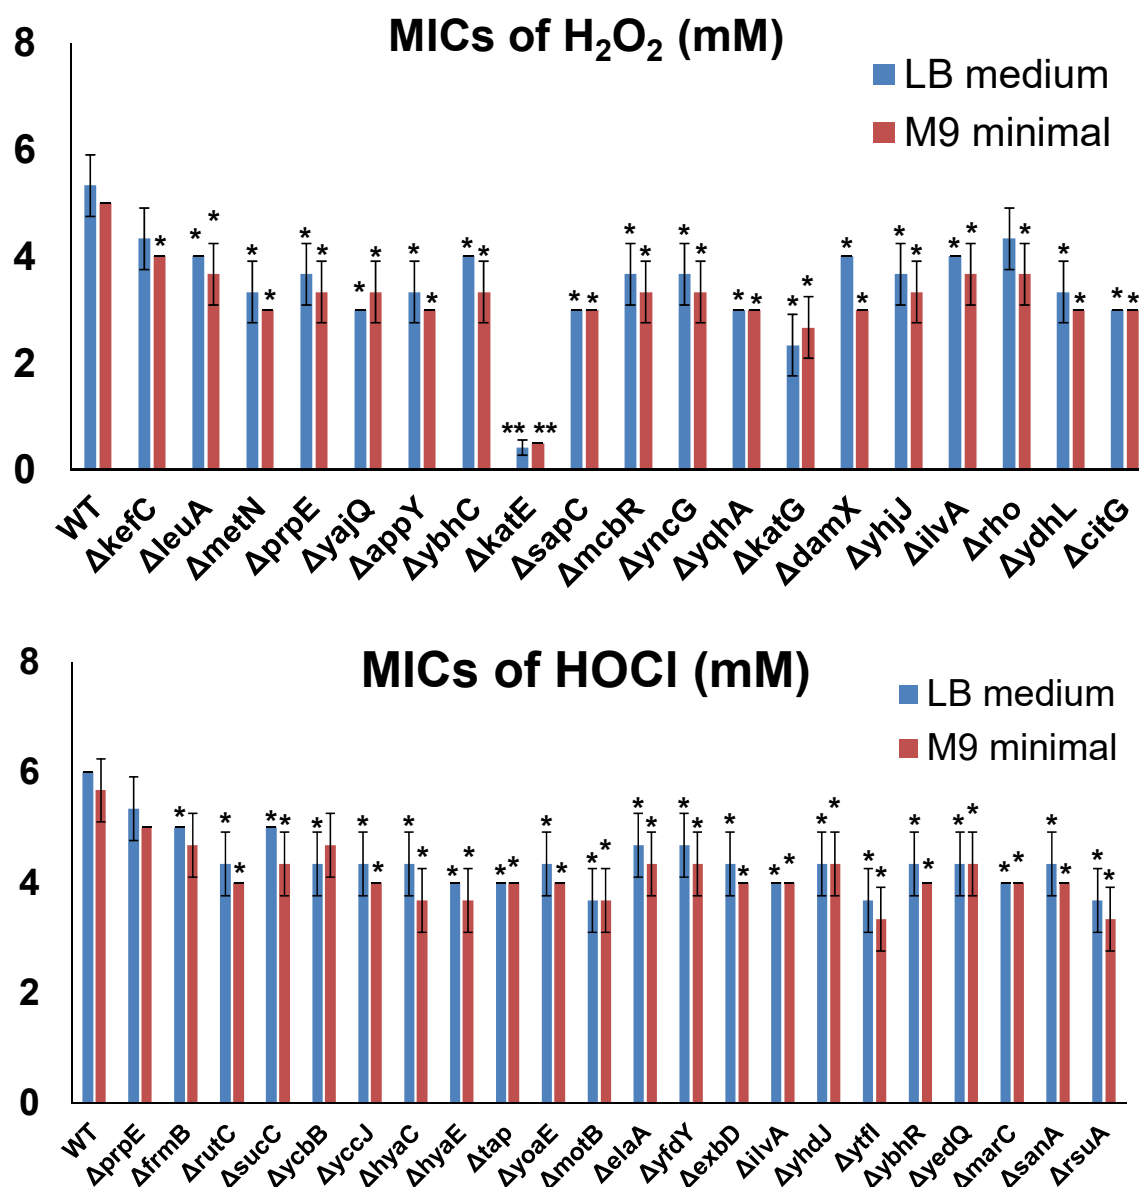 MICs of H₂O₂ (mM)
LB medium
M9 minimal
8
6
4
2
0
* * * * * * * * * * * * * * ** ** * * * * * * * * * * * * * * * * * * * * *
WT ΔkefC ΔleuA ΔmetN ΔprpE ΔyajQ ΔappY ΔybhC ΔkatE ΔsapC ΔmcbR ΔyncG ΔyqhA ΔkatG ΔdamX ΔyhjJ ΔilvA Δrho ΔydhL ΔcitG
MICs of HOCl (mM)
LB medium
M9 minimal
8
6
4
2
0
* * * * * * * * * * * * * * * * * * * * * * * * * * * * * * * * * * * * * * * *
WT ΔprpE ΔfrmB ΔrutC ΔsucC ΔycbB ΔyccJ ΔhyaC ΔhyaE Δtap ΔyoaE ΔmotB ΔelaA ΔyfdY ΔexbD ΔilvA ΔyhdJ ΔytfI ΔybhR ΔyedQ ΔmarC ΔsanA ΔrsuA